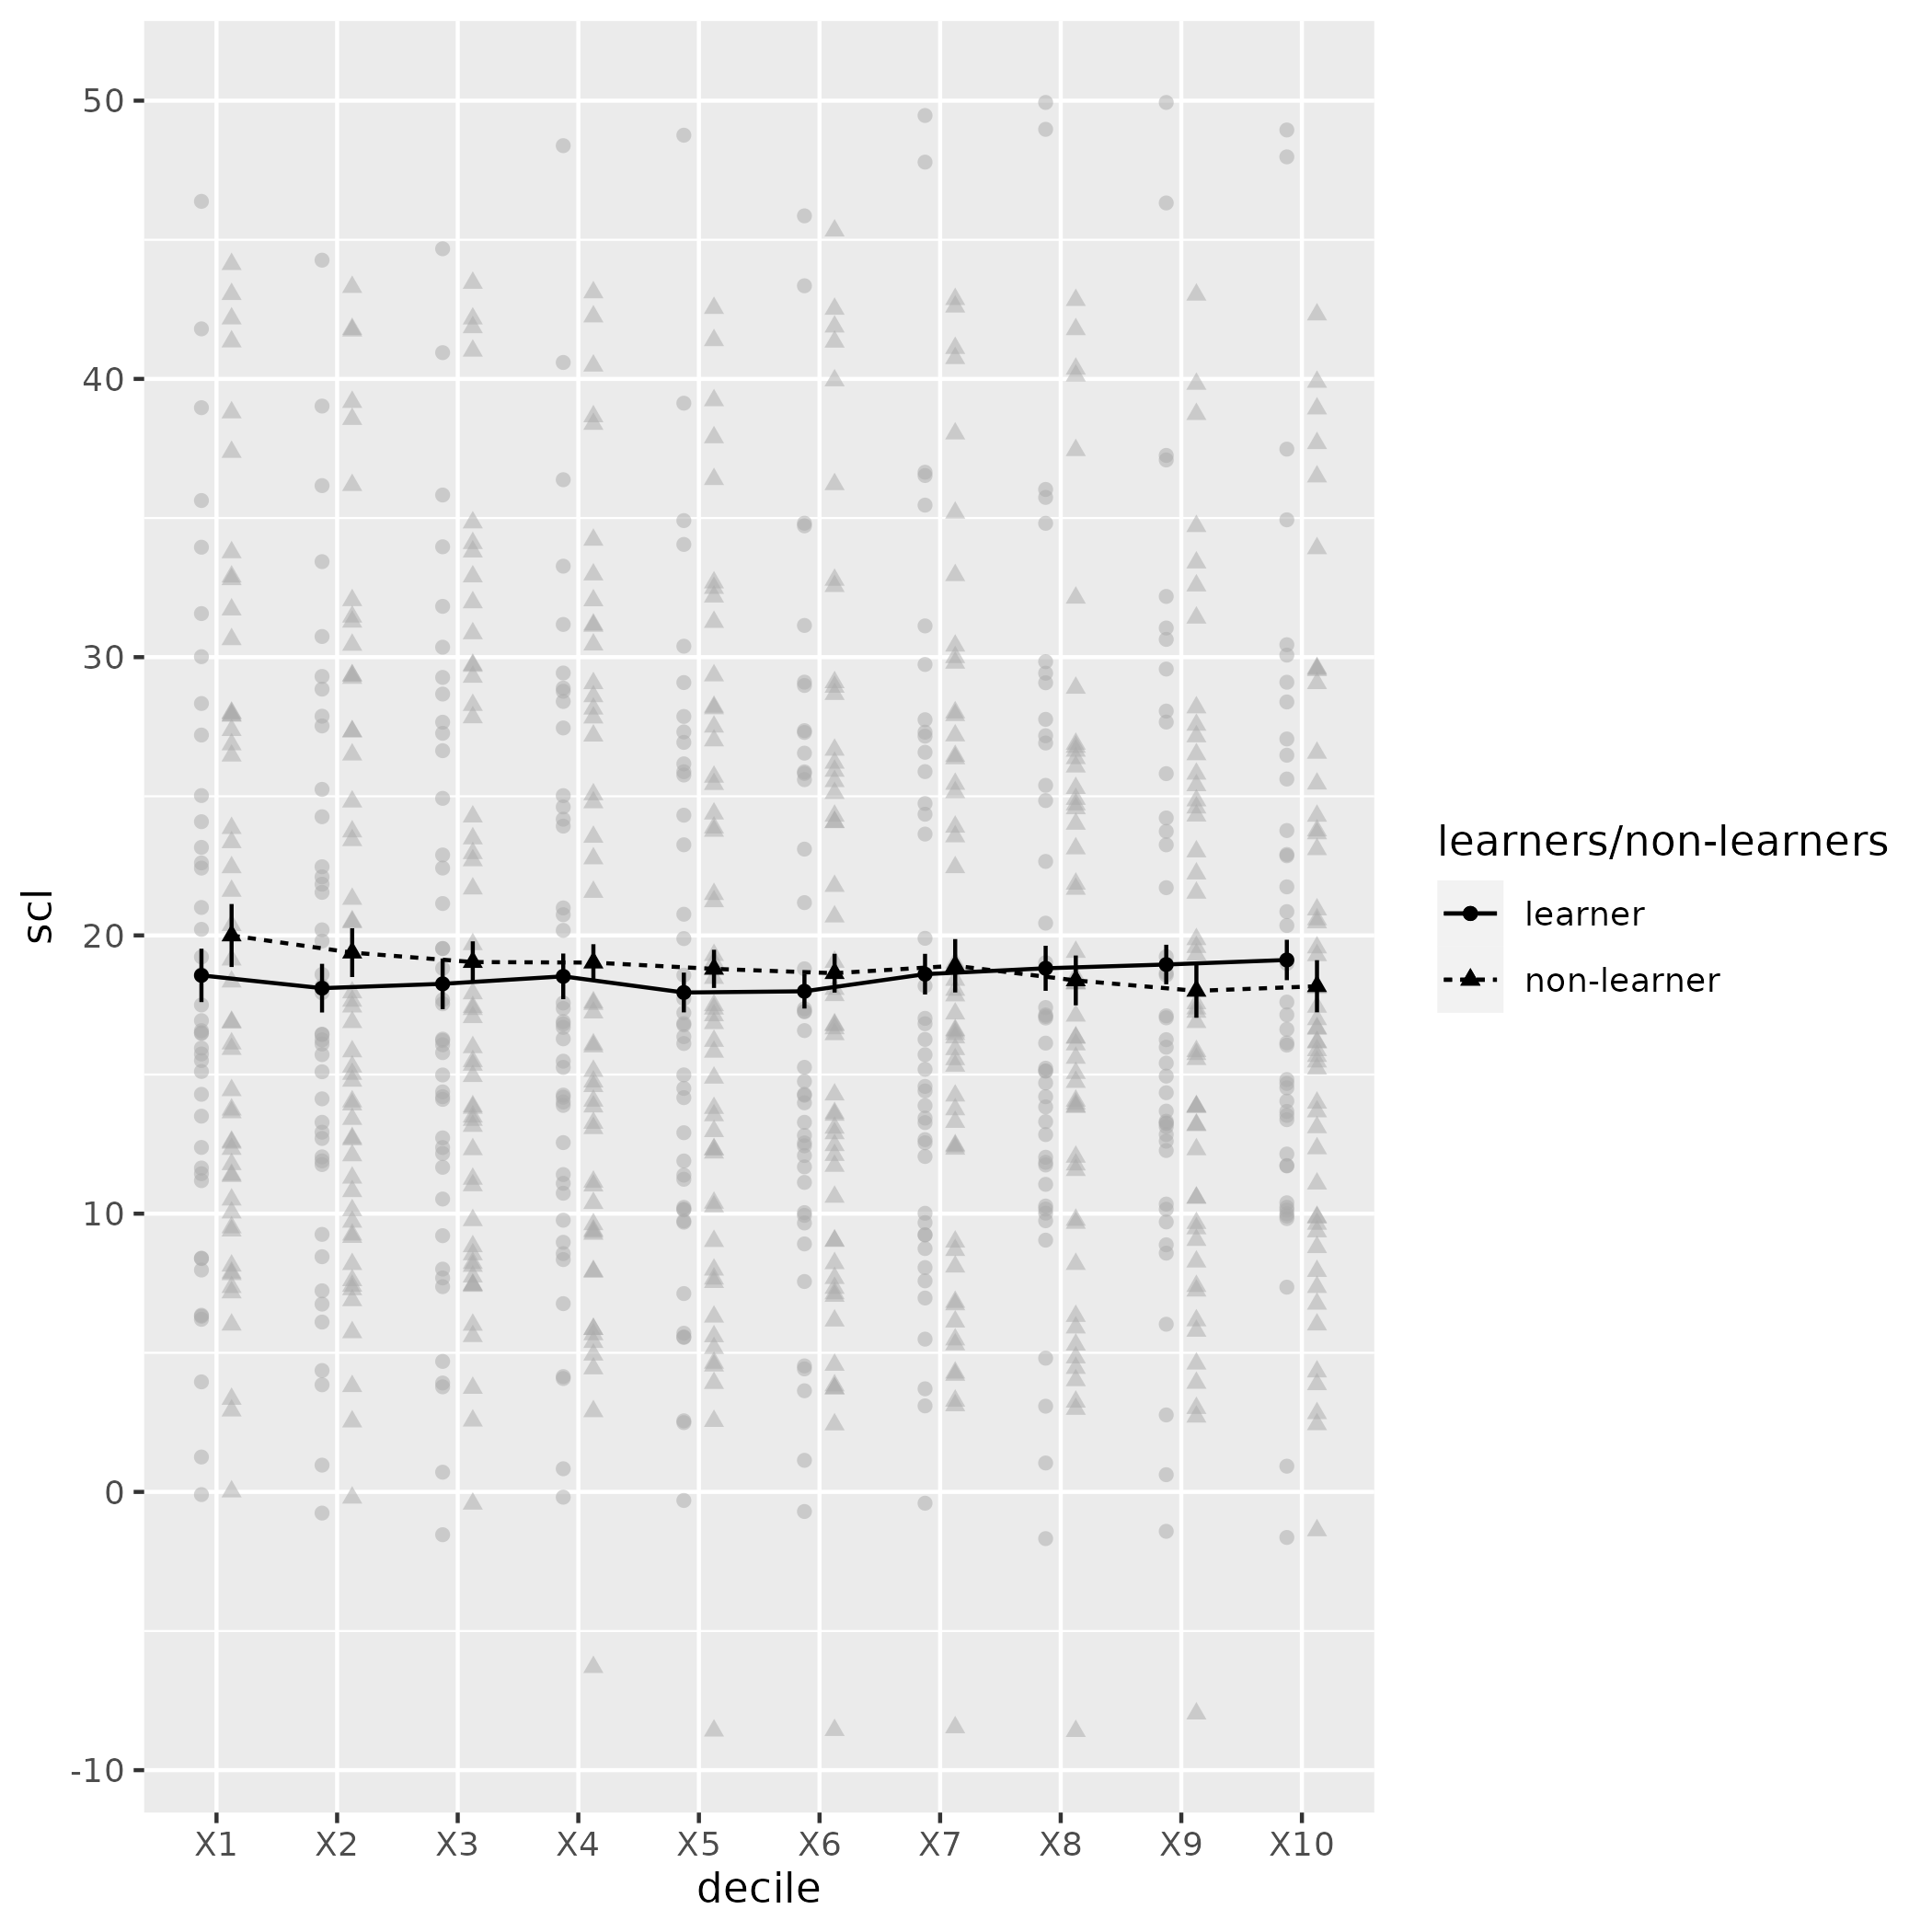 50
40
30
20
10
0
-10
scl
X1 X2 X3 X4 X5 X6 X7 X8 X9 X10
decile
learners/non-learners
learner
non-learner